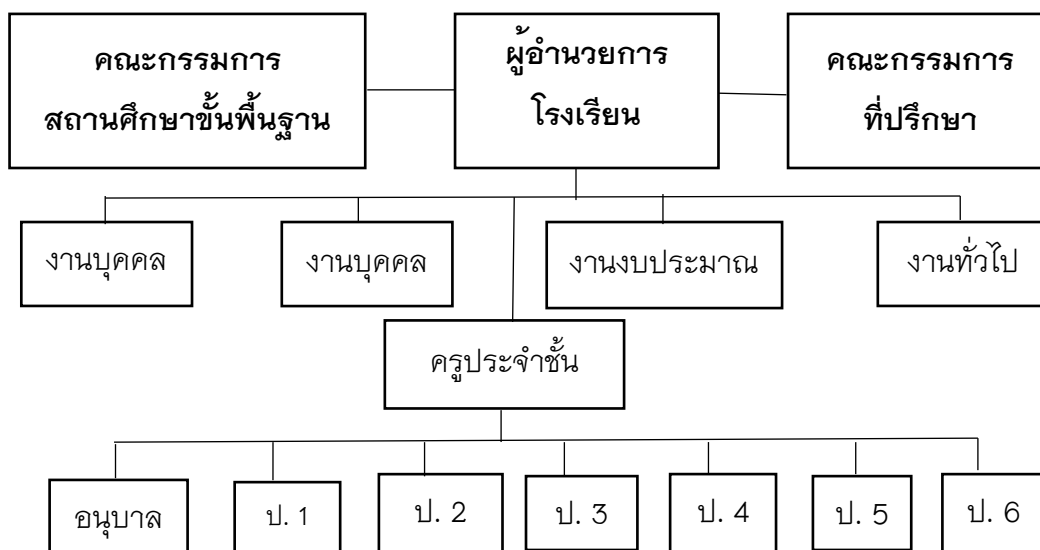 คณะกรรมการ
สถานศึกษาขั้นพื้นฐาน
ผู้อำนวยการ
โรงเรียน
คณะกรรมการ
ที่ปรึกษา
งานบุคคล
งานบุคคล
งานงบประมาณ
งานทั่วไป
ครูประจำชั้น
อนุบาล
ป. 1
ป. 2
ป. 3
ป. 4
ป. 5
ป. 6